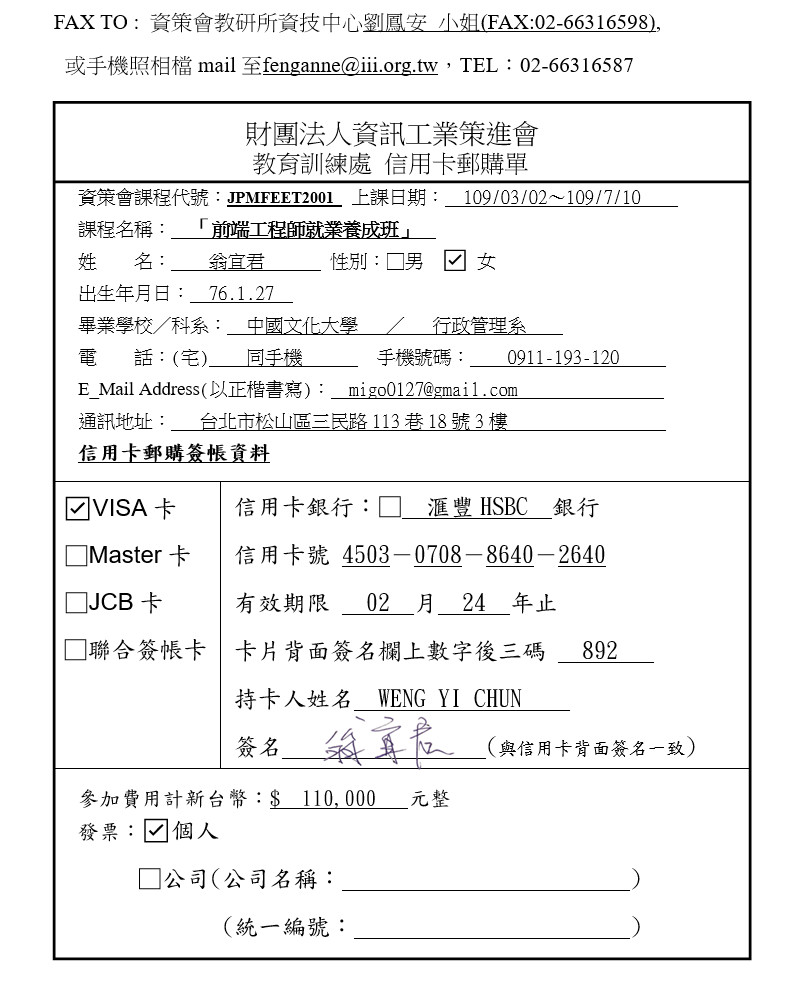 FAX TO：資策會教研所資技中心劉鳳安 小姐(FAX:02-66316598),
或手機照相檔 mail 至fenganne@iii.org.tw，TEL：02-66316587
財團法人資訊工業策進會
教育訓練處 信用卡郵購單
資策會課程代號：JPMFEET2001 上課日期： 109/03/02～109/7/10
課程名稱：「前端工程師就業養成班」
姓　　名： 翁宜君 性別：□男 ☑ 女
出生年月日： 76.1.27
畢業學校／科系： 中國文化大學 ／ 行政管理系
電　　話：(宅) 同手機 手機號碼： 0911-193-120
E_Mail Address(以正楷書寫)： migo0127@gmail.com
通訊地址： 台北市松山區三民路 113 巷 18 號 3 樓
信用卡郵購簽帳資料
☑VISA 卡
□Master 卡
□JCB 卡
□聯合簽帳卡
信用卡銀行：□ 滙豐 HSBC 銀行
信用卡號 4503－0708－8640－2640
有效期限 02 月 24 年止
卡片背面簽名欄上數字後三碼 892
持卡人姓名 WENG YI CHUN
簽名 翁宜君 (與信用卡背面簽名一致)
參加費用計新台幣：$ 110,000 元整
發票：☑個人
□公司(公司名稱：＿＿＿＿＿＿)
(統一編號：＿＿＿＿＿＿)